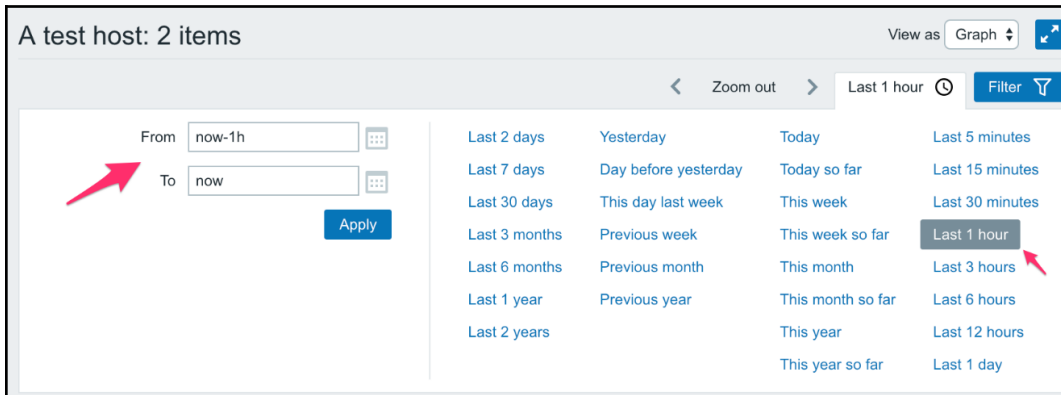 A test host: 2 items
View as Graph
Zoom out
Last 1 hour
Filter
From now-1h
To now
Apply
Last 2 days Yesterday Today Last 5 minutes
Last 7 days Day before yesterday Today so far Last 15 minutes
Last 30 days This day last week This week Last 30 minutes
Last 3 months Previous week This week so far Last 1 hour
Last 6 months Previous month This month Last 3 hours
Last 1 year Previous year This month so far Last 6 hours
Last 2 years This year Last 12 hours
This year so far Last 1 day